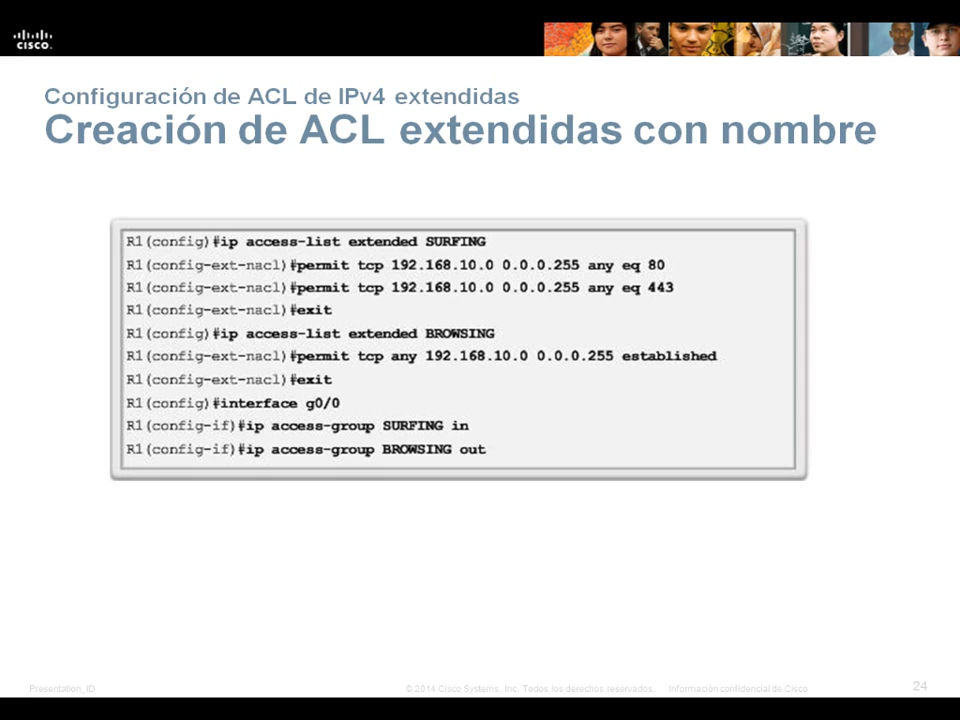 CISCO.
Configuración de ACL de IPv4 extendidas
Creación de ACL extendidas con nombre
R1(config)#ip access-list extended SURFING
R1(config-ext-nacl)#permit tcp 192.168.10.0 0.0.0.255 any eq 80
R1(config-ext-nacl)#permit tcp 192.168.10.0 0.0.0.255 any eq 443
R1(config-ext-nacl)#exit
R1(config)#ip access-list extended BROWSING
R1(config-ext-nacl)#permit tcp any 192.168.10.0 0.0.0.255 established
R1(config-ext-nacl)#exit
R1(config)#interface g0/0
R1(config-if)#ip access-group SURFING in
R1(config-if)#ip access-group BROWSING out
Presentation_ID © 2014 Cisco Systems, Inc. Todos los derechos reservados. Información confidencial de Cisco 24